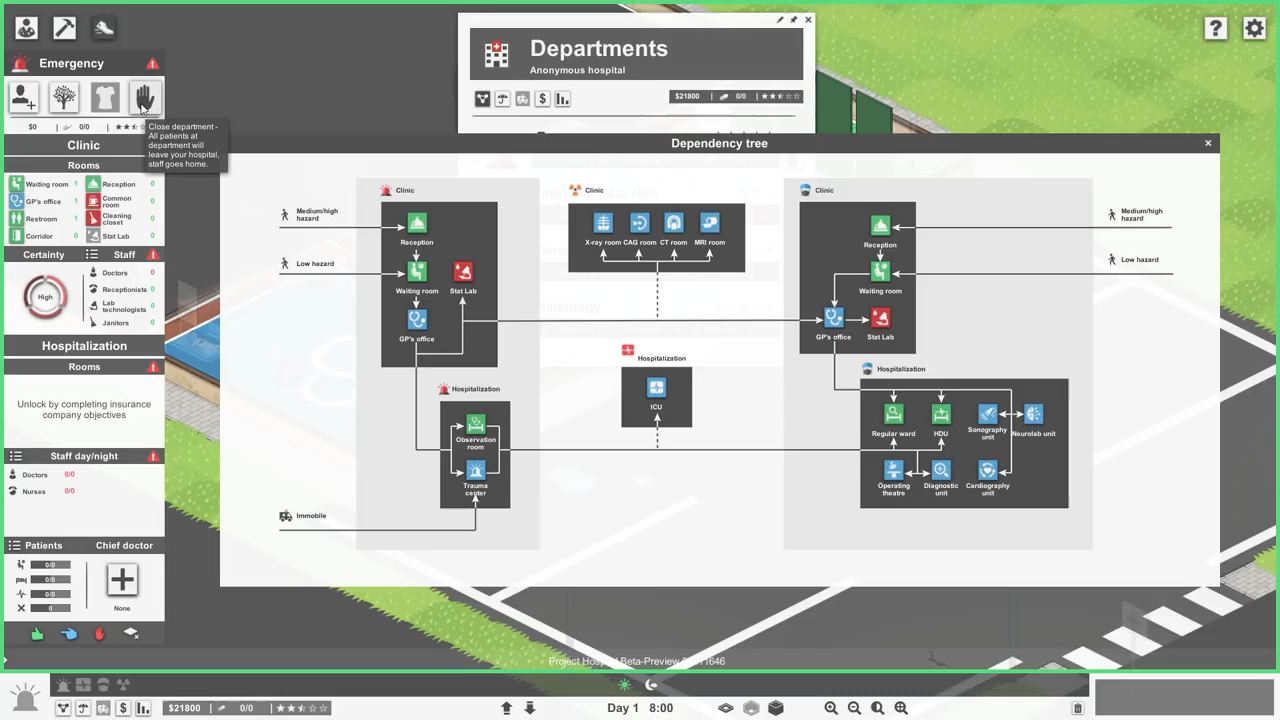 Emergency
$0 0/0
Close department -
All patients at
department will
leave your hospital,
staff goes home.
Clinic
Rooms
Waiting room 1 Reception 0
GP's office 1 Common room 0
Restroom 1 Cleaning closet 0
Corridor 0 Stat Lab 0
Certainty Staff
High
Doctors 0
Receptionists 0
Lab technologists 0
Janitors 0
Hospitalization
Rooms
Unlock by completing insurance
company objectives
Staff day/night
Doctors 0/0
Nurses 0/0
Patients Chief doctor
0/0
0/0
0/0
0
None
Departments
Anonymous hospital
$21800 0/0
Dependency tree
Clinic
Medium/high
hazard
Reception
Low hazard
Waiting room Stat Lab
GP's office
Hospitalization
Observation
room
Trauma
center
Immobile
Clinic
X-ray room CAG room CT room MRI room
Radiology
Hospitalization
ICU
Clinic
Medium/high
hazard
Reception
Low hazard
Waiting room
GP's office Stat Lab
Hospitalization
Regular ward HDU Sonography unit Neurolab unit
Operating theatre Diagnostic unit Cardiography unit
$21800 0/0
Day 1 8:00